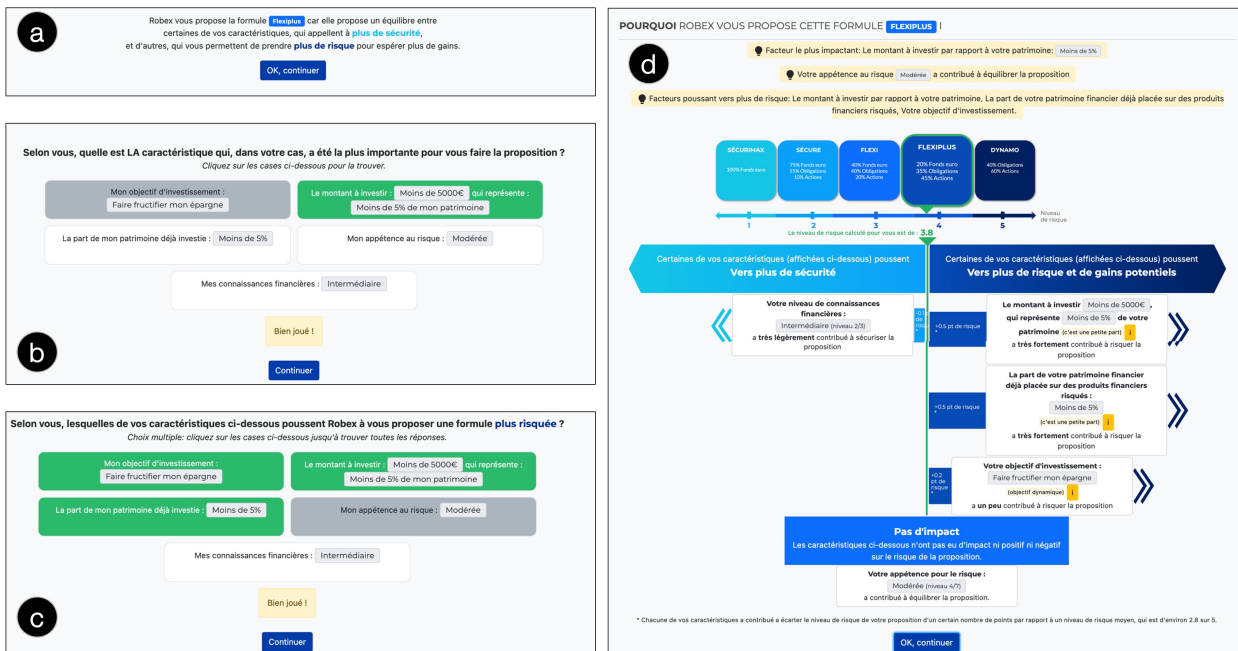 a
Robex vous propose la formule Flexiplus car elle propose un équilibre entre
certaines de vos caractéristiques, qui appellent à plus de sécurité,
et d'autres, qui vous permettent de prendre plus de risque pour espérer plus de gains.
OK, continuer
Selon vous, quelle est LA caractéristique qui, dans votre cas, a été la plus importante pour vous faire la proposition ?
Cliquez sur les cases ci-dessous pour la trouver.
Mon objectif d'investissement :
Faire fructifier mon épargne
Le montant à investir : Moins de 5000€ qui représente :
Moins de 5% de mon patrimoine
La part de mon patrimoine déjà investie : Moins de 5%
Mon appétence au risque : Modérée
Mes connaissances financières : Intermédiaire
Bien joué !
b
Continuer
Selon vous, lesquelles de vos caractéristiques ci-dessous poussent Robex à vous proposer une formule plus risquée ?
Choix multiple: cliquez sur les cases ci-dessous jusqu'à trouver toutes les réponses.
Mon objectif d'investissement :
Faire fructifier mon épargne
Le montant à investir : Moins de 5000€ qui représente :
Moins de 5% de mon patrimoine
La part de mon patrimoine déjà investie : Moins de 5%
Mon appétence au risque : Modérée
Mes connaissances financières : Intermédiaire
Bien joué !
c
Continuer
POURQUOI ROBEX VOUS PROPOSE CETTE FORMULE FLEXIPLUS |
d
Facteur le plus impactant: Le montant à investir par rapport à votre patrimoine: Moins de 5%
Votre appétence au risque Modérée a contribué à équilibrer la proposition
Facteurs poussant vers plus de risque: Le montant à investir par rapport à votre patrimoine, La part de votre patrimoine financier déjà placée sur des produits
financiers risqués, Votre objectif d'investissement.
SÉCURIMAX
100% Fonds euro
SÉCURE
75% Fonds euro
15% Obligations
10% Actions
FLEXI
40% Fonds euro
40% Obligations
20% Actions
FLEXIPLUS
20% Fonds euro
35% Obligations
45% Actions
DYNAMO
40% Obligations
60% Actions
Niveau
de risque
1 2 3 4 5
Le niveau de risque calculé pour vous est de : 3.8
Certaines de vos caractéristiques (affichées ci-dessous) poussent
Vers plus de sécurité
Certaines de vos caractéristiques (affichées ci-dessous) poussent
Vers plus de risque et de gains potentiels
Votre niveau de connaissances
financières :
Intermédiaire (niveau 2/3)
a très légèrement contribué à sécuriser la
proposition
+0.5 pt de risque
*
Le montant à investir Moins de 5000€ ,
qui représente Moins de 5% de votre
patrimoine (c'est une petite part) i
a très fortement contribué à risquer la
proposition
+0.5 pt de risque
*
La part de votre patrimoine financier
déjà placée sur des produits financiers
risqués :
Moins de 5%
(c'est une petite part) i
a très fortement contribué à risquer la
proposition
+0.2
pt de
risque
*
Votre objectif d'investissement :
Faire fructifier mon épargne
(objectif dynamique) i
a un peu contribué à risquer la proposition
Pas d'impact
Les caractéristiques ci-dessous n'ont pas eu d'impact ni positif ni négatif
sur le risque de la proposition.
Votre appétence pour le risque :
Modérée (niveau 4/7)
a contribué à équilibrer la proposition.
* Chacune de vos caractéristiques a contribué a écarter le niveau de risque de votre proposition d'un certain nombre de points par rapport à un niveau de risque moyen, qui est d'environ 2.8 sur 5.
OK, continuer